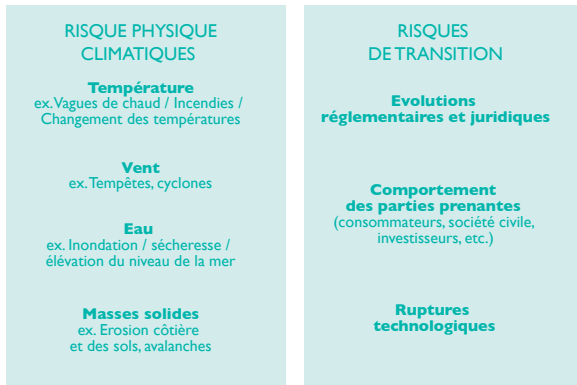 RISQUE PHYSIQUE
CLIMATIQUES
Température
ex. Vagues de chaud / Incendies /
Changement des températures
Vent
ex. Tempêtes, cyclones
Eau
ex. Inondation / sécheresse /
élévation du niveau de la mer
Masses solides
ex. Erosion côtière
et des sols, avalanches
RISQUES
DE TRANSITION
Evolutions
réglementaires et juridiques
Comportement
des parties prenantes
(consommateurs, société civile,
investisseurs, etc.)
Ruptures
technologiques